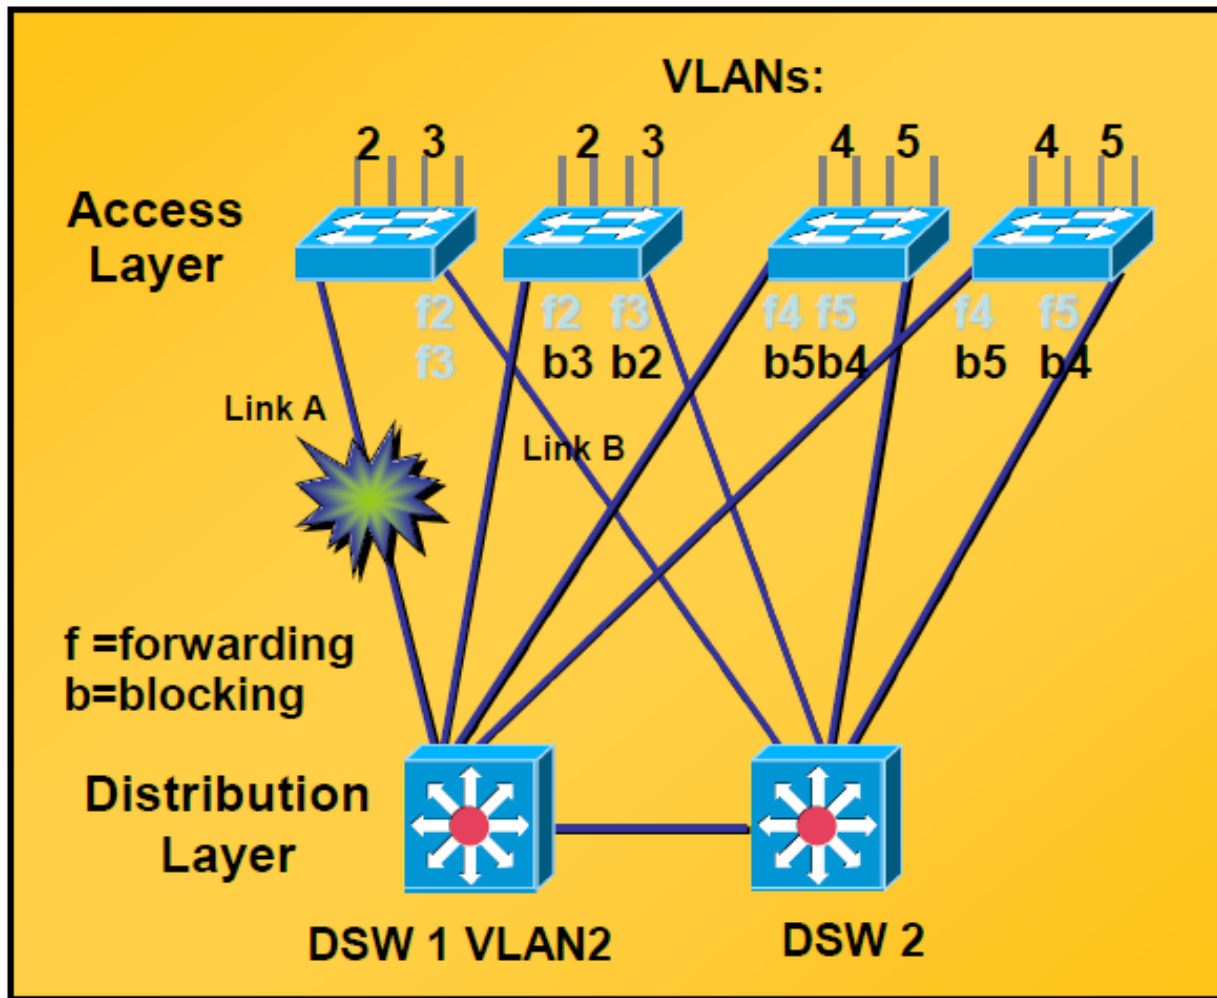 VLANs:
2 3 2 3 4 5 4 5
Access
Layer
f2 f2 f3 f4 f5 f4 f5
f3 b3 b2 b5b4 b5 b4
Link A
Link B
f =forwarding
b=blocking
Distribution
Layer
DSW 1 VLAN2 DSW 2